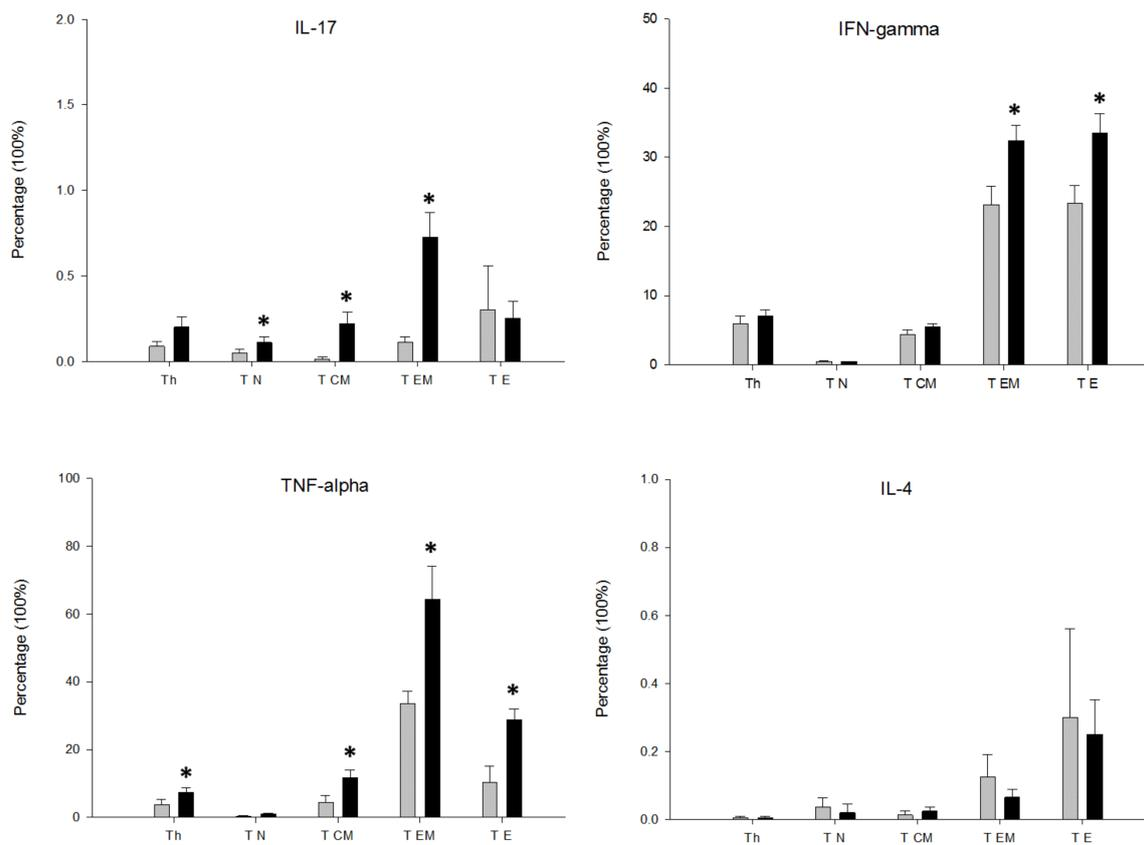 IL-17
Percentage (100%)
2.0
1.5
1.0
0.5
0.0
*
*
*
Th
T N
T CM
T EM
T E
IFN-gamma
Percentage (100%)
50
40
30
20
10
0
*
*
Th
T N
T CM
T EM
T E
TNF-alpha
Percentage (100%)
100
80
60
40
20
0
*
*
*
*
Th
T N
T CM
T EM
T E
IL-4
Percentage (100%)
1.0
0.8
0.6
0.4
0.2
0.0
Th
T N
T CM
T EM
T E